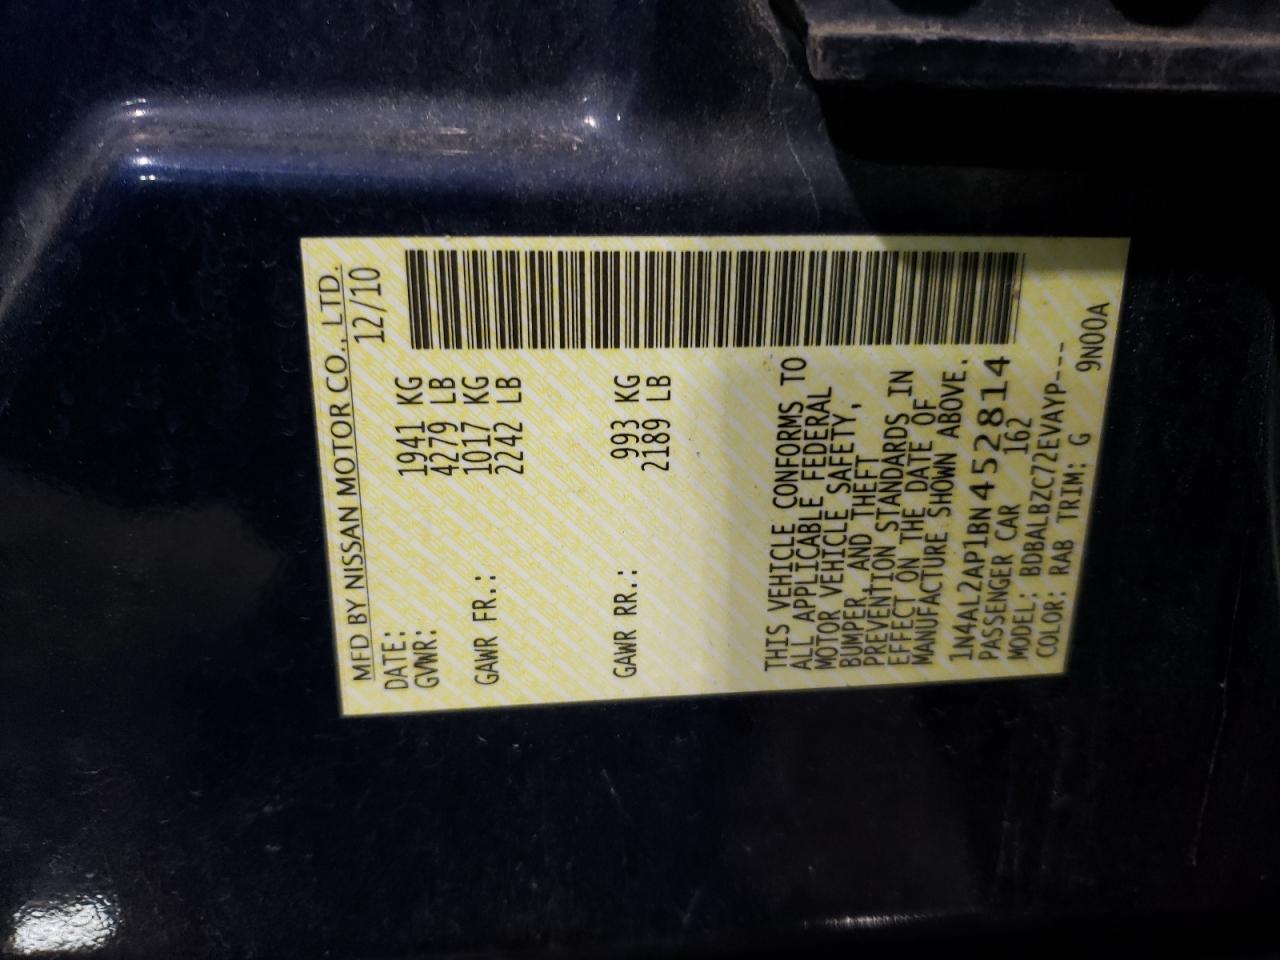 MFD BY NISSAN MOTOR CO., LTD.
DATE: 12/10
GVWR: 1941 KG
4279 LB
GAWR FR.: 1017 KG
2242 LB
GAWR RR.: 993 KG
2189 LB
THIS VEHICLE CONFORMS TO
ALL APPLICABLE FEDERAL
MOTOR VEHICLE SAFETY,
BUMPER, AND THEFT
PREVENTION STANDARDS IN
EFFECT ON THE DATE OF
MANUFACTURE SHOWN ABOVE.
1N4AL2AP1BN452814
PASSENGER CAR 162
MODEL: BDBALBZC72EVAYP---
COLOR: RAB TRIM: G
9N00A